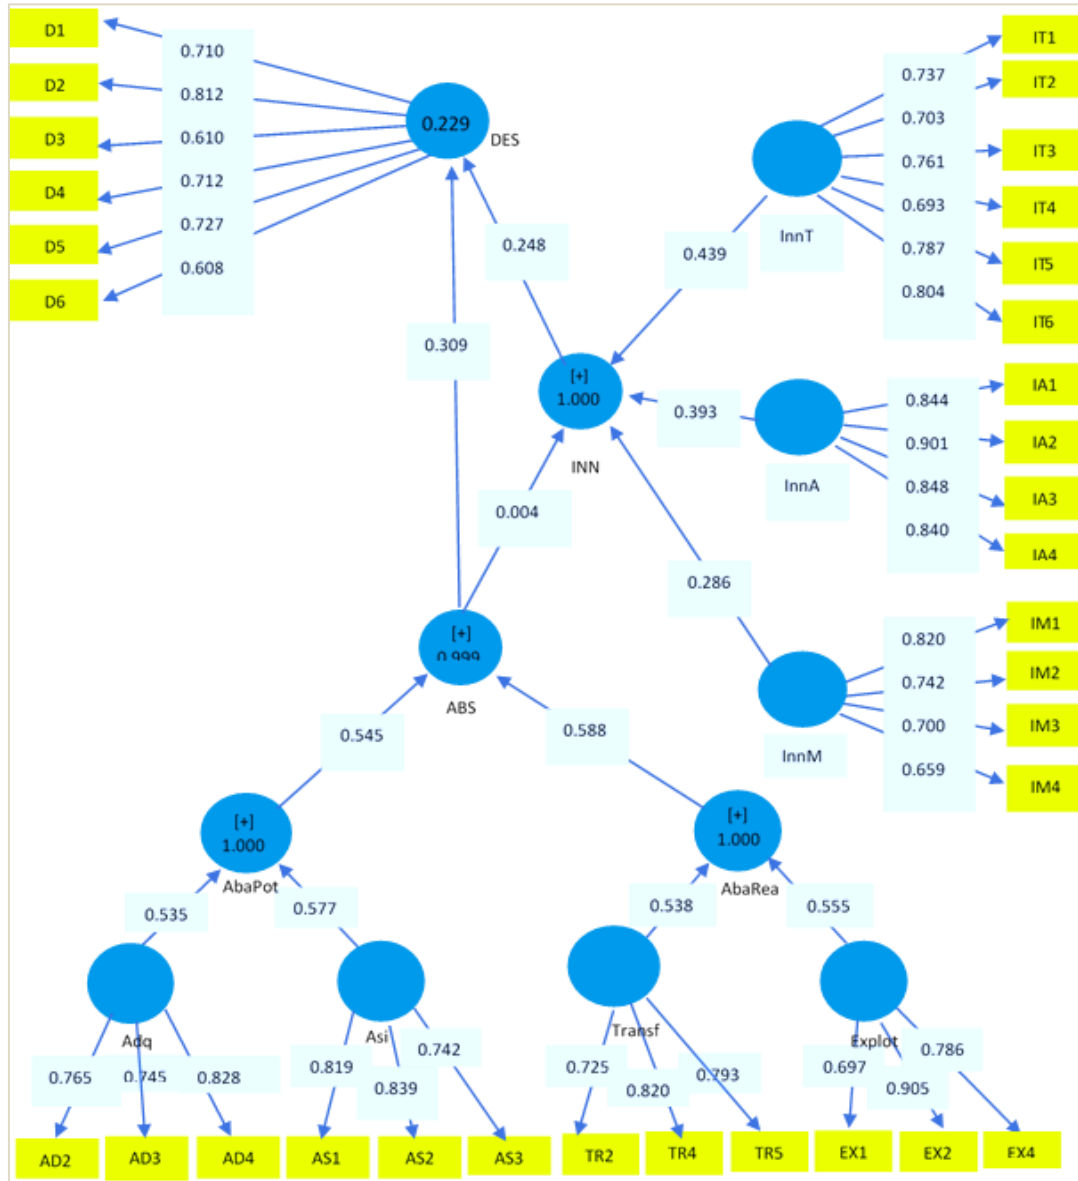 D1
D2
D3
D4
D5
D6
0.710
0.812
0.610
0.712
0.727
0.608
0.229
DES
0.248
0.309
IT1
IT2
IT3
IT4
IT5
IT6
0.737
0.703
0.761
0.693
0.787
0.804
InnT
0.439
[+]
1.000
INN
0.393
0.004
0.286
IA1
IA2
IA3
IA4
0.844
0.901
0.848
0.840
InnA
IM1
IM2
IM3
IM4
0.820
0.742
0.700
0.659
InnM
[+]
0.999
ABS
0.545
0.588
[+]
1.000
AbaPot
[+]
1.000
AbaRea
0.535
0.577
0.538
0.555
Adq
Asi
Transf
Explot
0.765
0.745
0.828
0.819
0.839
0.742
0.725
0.820
0.793
0.697
0.905
0.786
AD2
AD3
AD4
AS1
AS2
AS3
TR2
TR4
TR5
EX1
EX2
EX4